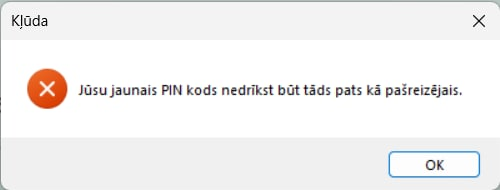 Kļūda
Jūsu jaunais PIN kods nedrīkst būt tāds pats kā pašreizējais.
OK